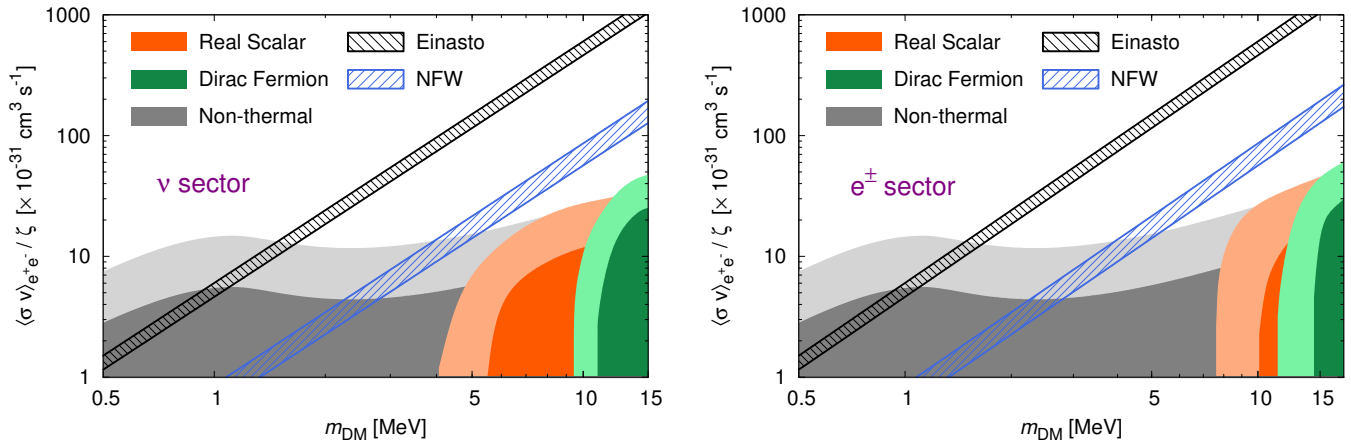 1000
100
10
1
⟨σ v⟩e⁺e⁻ / ζ [× 10⁻³¹ cm³ s⁻¹]
Real Scalar
Dirac Fermion
Non-thermal
Einasto
NFW
ν sector
0.5 1 5 10 15
mDM [MeV]
1000
100
10
1
⟨σ v⟩e⁺e⁻ / ζ [× 10⁻³¹ cm³ s⁻¹]
Real Scalar
Dirac Fermion
Non-thermal
Einasto
NFW
e± sector
0.5 1 5 10 15
mDM [MeV]